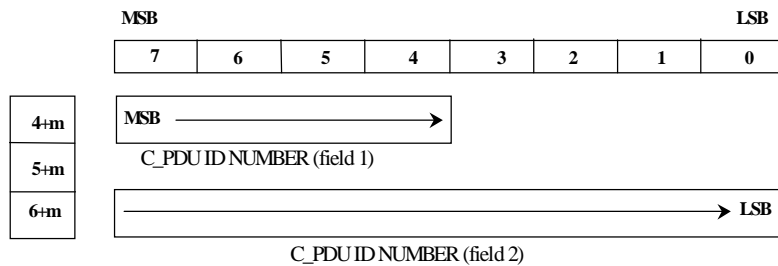 MSB LSB
7 6 5 4 3 2 1 0
4+m MSB
C_PDU ID NUMBER (field 1)
5+m
6+m LSB
C_PDU ID NUMBER (field 2)